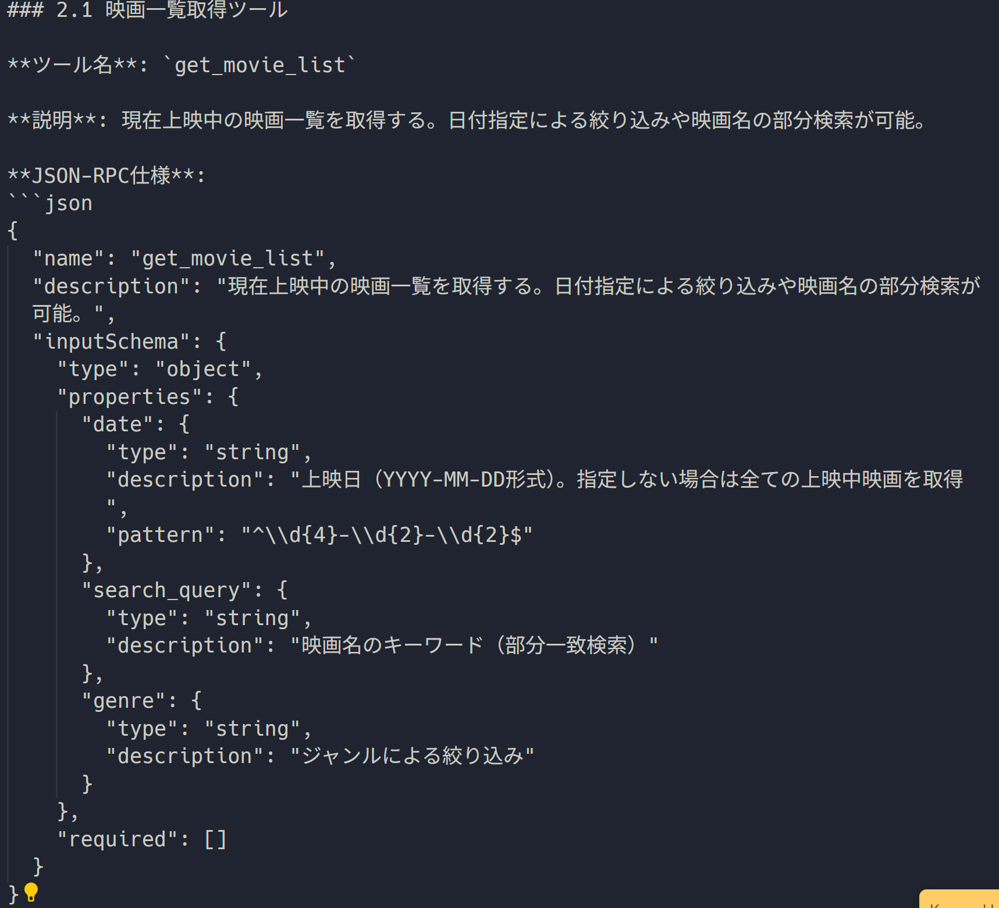 ### 2.1 映画一覧取得ツール
**ツール名**: `get_movie_list`
**説明**: 現在上映中の映画一覧を取得する。日付指定による絞り込みや映画名の部分検索が可能。
**JSON-RPC仕様**:
```json
{
"name": "get_movie_list",
"description": "現在上映中の映画一覧を取得する。日付指定による絞り込みや映画名の部分検索が
可能。",
"inputSchema": {
"type": "object",
"properties": {
"date": {
"type": "string",
"description": "上映日（YYYY-MM-DD形式）。指定しない場合は全ての上映中映画を取得
",
"pattern": "^\\d{4}-\\d{2}-\\d{2}$"
},
"search_query": {
"type": "string",
"description": "映画名のキーワード（部分一致検索）"
},
"genre": {
"type": "string",
"description": "ジャンルによる絞り込み"
}
},
"required": []
}
}